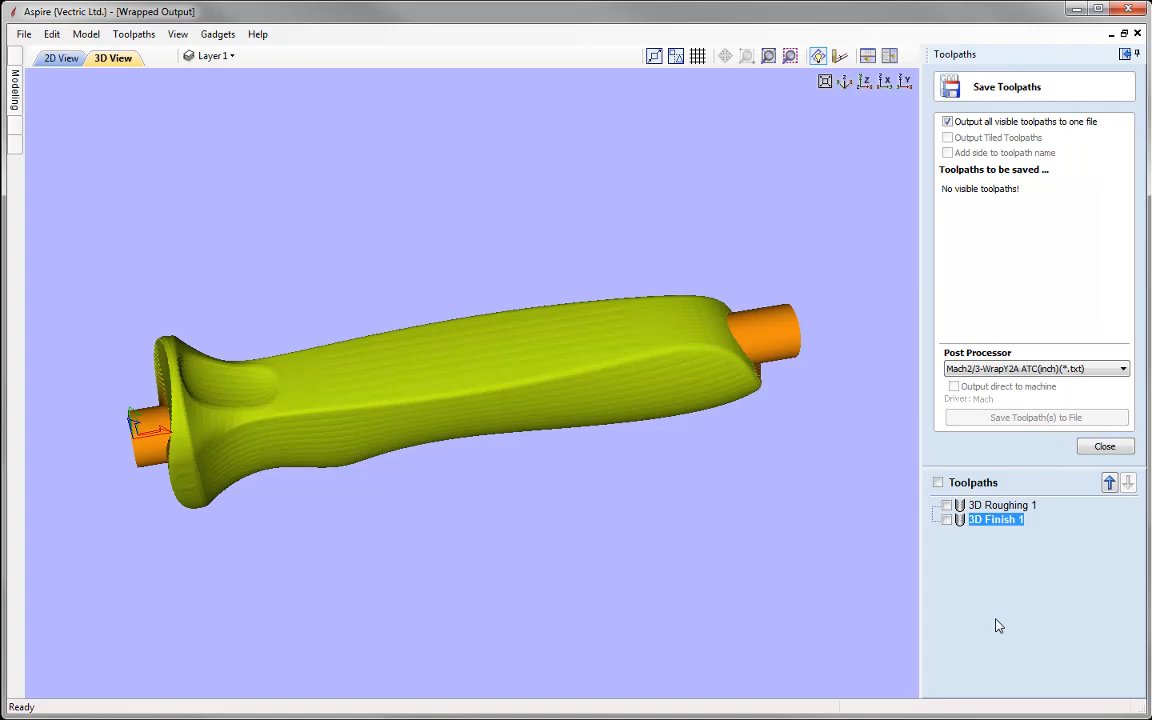 Aspire {Vectric Ltd.} - [Wrapped Output]
File Edit Model Toolpaths View Gadgets Help
2D View 3D View Layer1
Modeling
Z X Y
Toolpaths
Save Toolpaths
Output all visible toolpaths to one file
Output Tiled Toolpaths
Add side to toolpath name
Toolpaths to be saved ...
No visible toolpaths!
Post Processor
Mach2/3-WrapY2A ATC(inch)(*.txt)
Output direct to machine
Driver: Mach
Save Toolpath(s) to File
Close
Toolpaths
3D Roughing 1
3D Finish 1
Ready